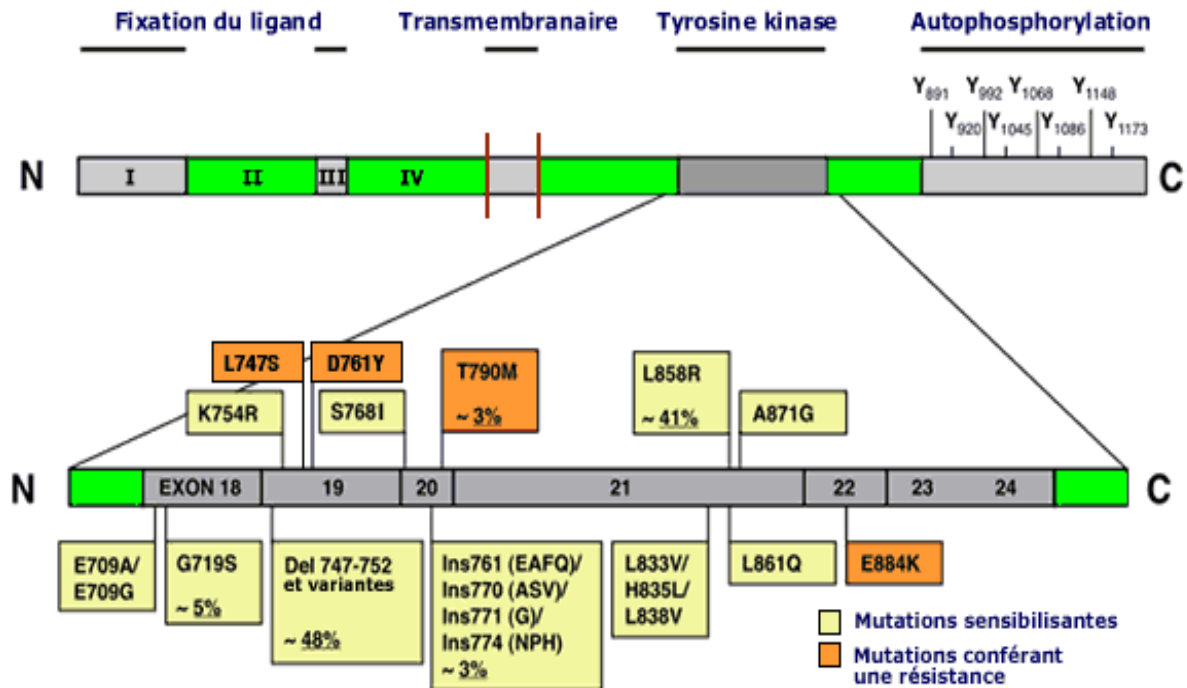 Fixation du ligand Transmembranaire Tyrosine kinase Autophosphorylation
Y891 Y992 Y1068 Y1148
Y920 Y1045 Y1086 Y1173
N I II III IV C
L747S D761Y T790M L858R
K754R S768I ~ 3% ~ 41% A871G
N EXON 18 19 20 21 22 23 24 C
E709A/
E709G
G719S
~ 5%
Del 747-752
et variantes
~ 48%
Ins761 (EAFQ)/
Ins770 (ASV)/
Ins771 (G)/
Ins774 (NPH)
~ 3%
L833V/
H835L/
L838V
L861Q
E884K
Mutations sensibilisantes
Mutations conférant
une résistance